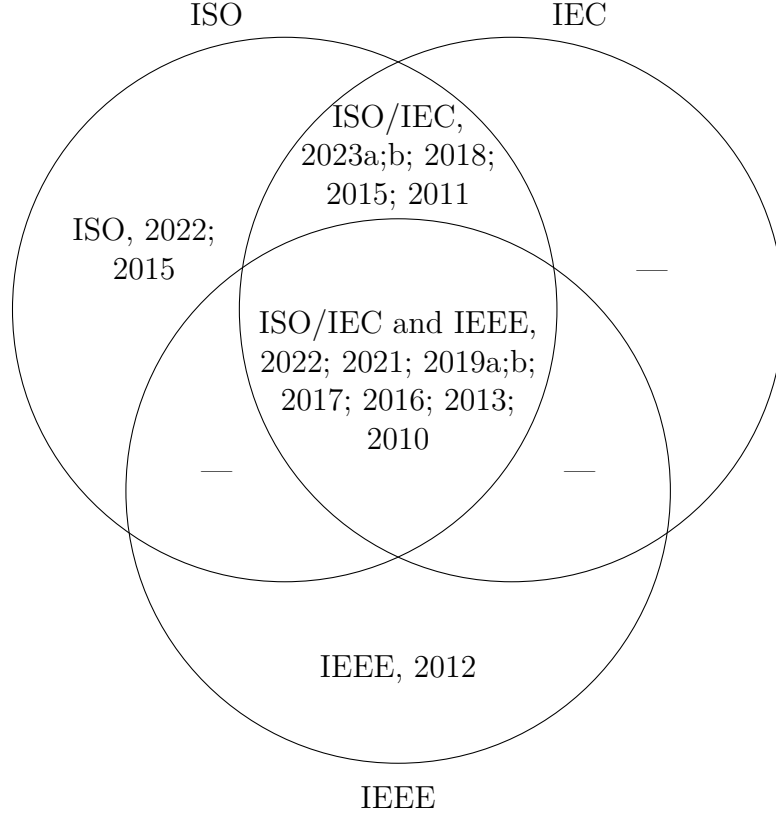 ISO
IEC
ISO/IEC,
2023a;b; 2018;
2015; 2011
ISO, 2022;
2015
—
ISO/IEC and IEEE,
2022; 2021; 2019a;b;
2017; 2016; 2013;
2010
—
—
IEEE, 2012
IEEE